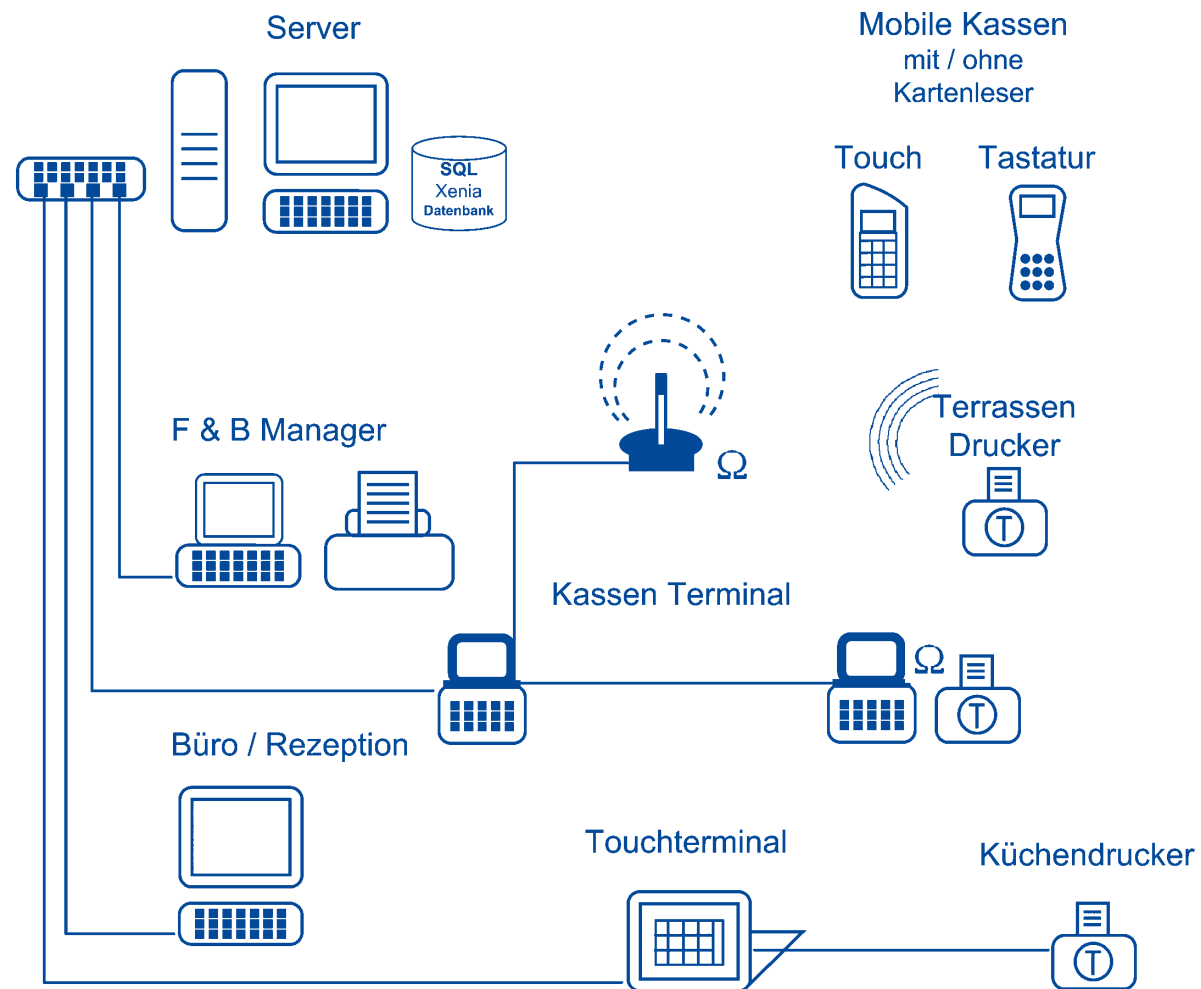 Server
Mobile Kassen
mit / ohne
Kartenleser
Touch
Tastatur
SQL
Xenia
Datenbank
Terrassen
Drucker
F & B Manager
Ω
T
Kassen Terminal
Ω
T
Büro / Rezeption
Touchterminal
Küchendrucker
T